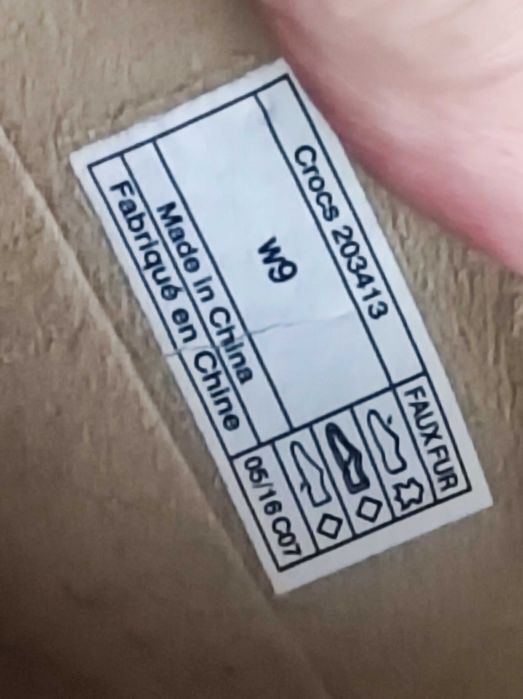 Crocs 203413
w9
Made in China
Fabriqué en Chine
FAUX FUR
05/16 C07